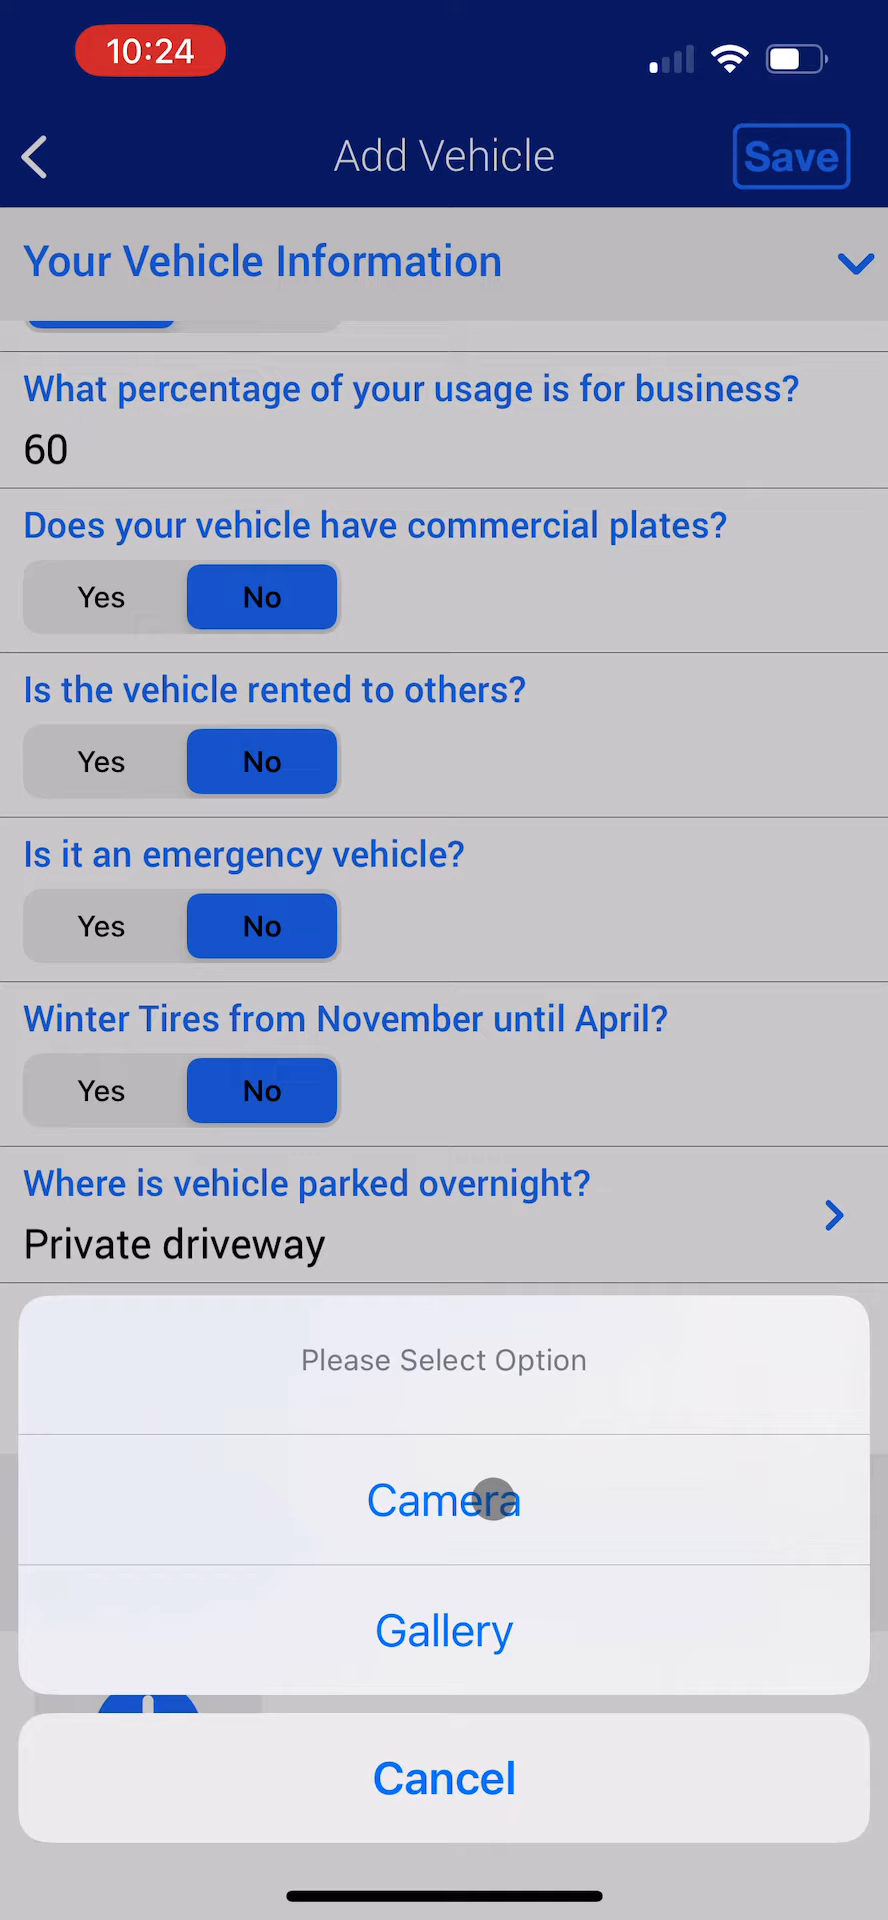 10:24
Add Vehicle
Save
Your Vehicle Information
What percentage of your usage is for business?
60
Does your vehicle have commercial plates?
Yes No
Is the vehicle rented to others?
Yes No
Is it an emergency vehicle?
Yes No
Winter Tires from November until April?
Yes No
Where is vehicle parked overnight?
Private driveway
Please Select Option
Camera
Gallery
Cancel